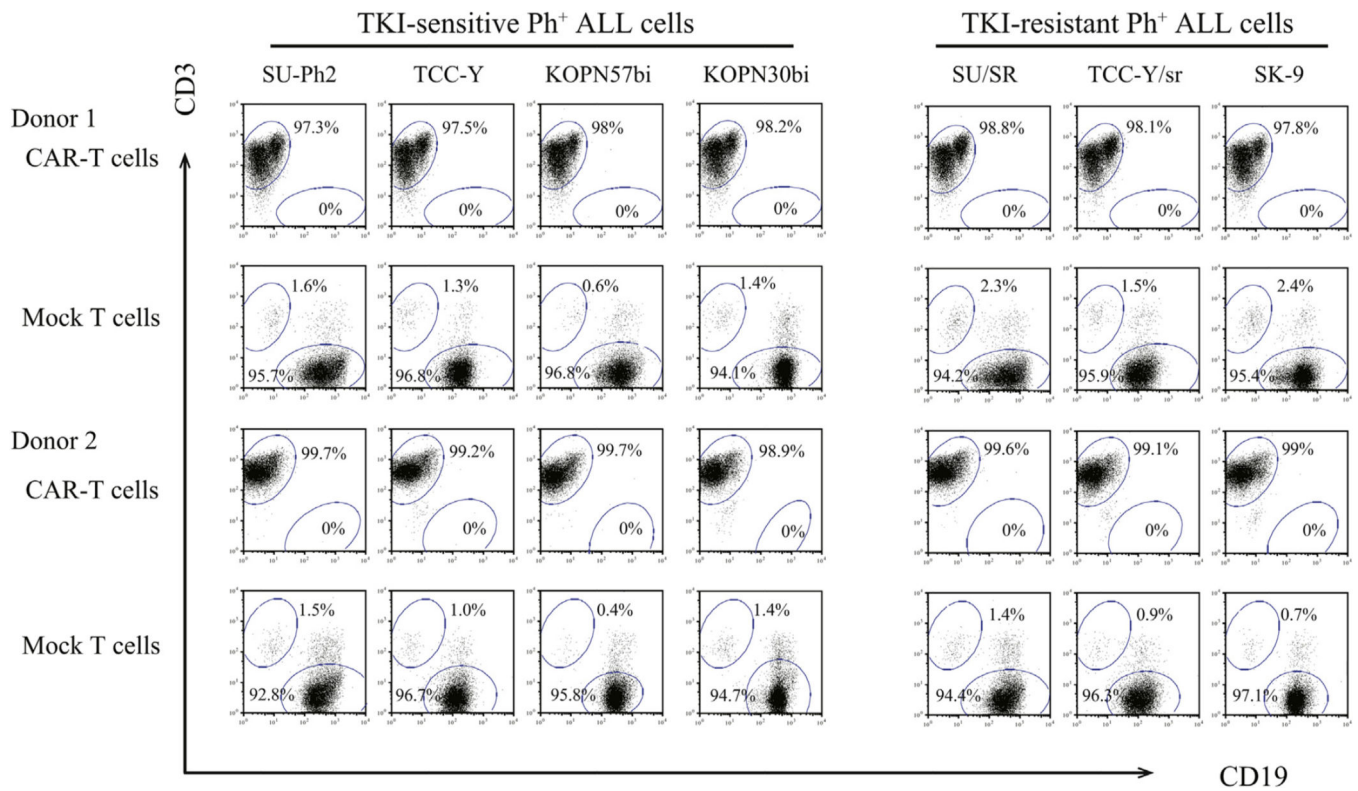 TKI-sensitive Ph+ ALL cells TKI-resistant Ph+ ALL cells
CD3 SU-Ph2 TCC-Y KOPN57bi KOPN30bi SU/SR TCC-Y/sr SK-9
Donor 1
97.3% 97.5% 98% 98.2% 98.8% 98.1% 97.8%
CAR-T cells
0% 0% 0% 0% 0% 0% 0%
1.6% 1.3% 0.6% 1.4% 2.3% 1.5% 2.4%
Mock T cells
95.7% 96.8% 96.8% 94.1% 94.2% 95.9% 95.4%
Donor 2
99.7% 99.2% 99.7% 98.9% 99.6% 99.1% 99%
CAR-T cells
0% 0% 0% 0% 0% 0% 0%
1.5% 1.0% 0.4% 1.4% 1.4% 0.9% 0.7%
Mock T cells
92.8% 96.7% 95.8% 94.7% 94.4% 96.3% 97.1%
CD19